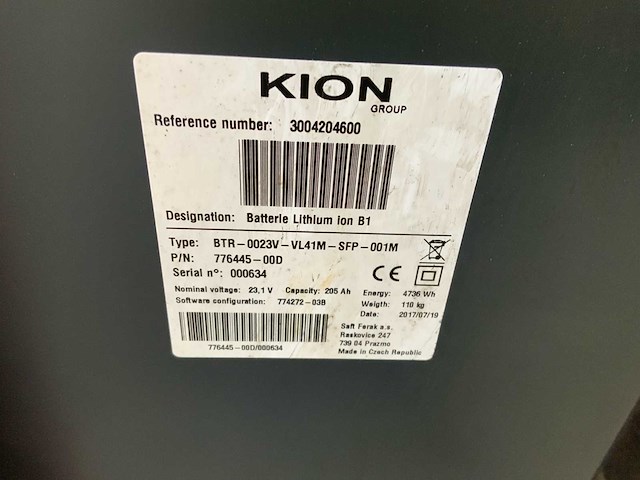 KION
GROUP
Reference number: 3004204600
Designation: Batterie Lithium ion B1
Type: BTR-0023V-VL41M-SFP-001M
P/N: 776445-00D
Serial n°: 000634
CE
Nominal voltage: 23,1 V Capacity: 205 Ah Energy: 4736 Wh
Software configuration: 774272-03B Weigth: 110 kg
Date: 2017/07/19
776445-00D/000634
Saft Ferak a.s.
Raskovice 247
739 04 Prazmo
Made in Czech Republic